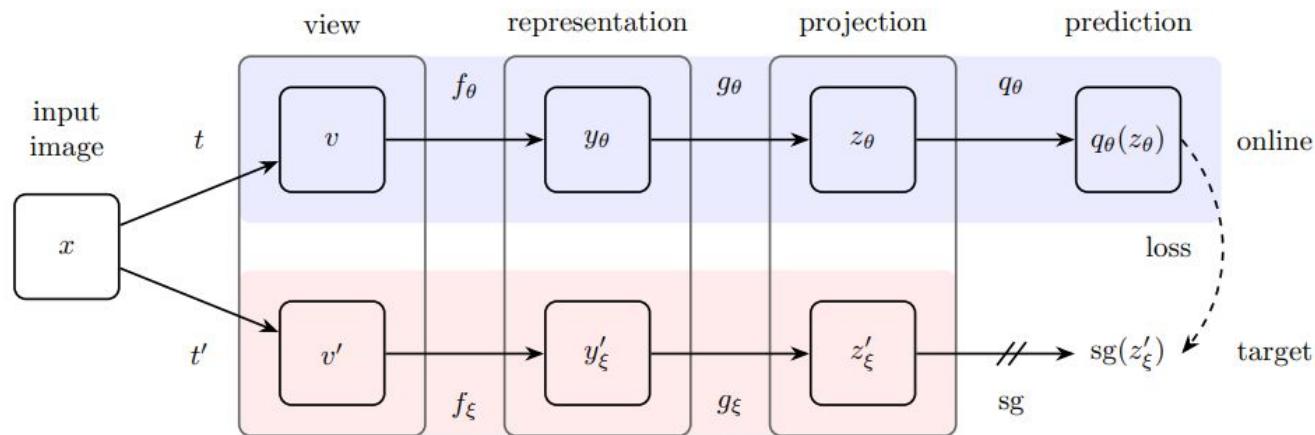 view
representation
projection
prediction
input
image
t
f_θ
g_θ
q_θ
v
y_θ
z_θ
q_θ(z_θ)
online
x
loss
t′
v′
y′_ξ
z′_ξ
sg(z′_ξ)
target
f_ξ
g_ξ
sg